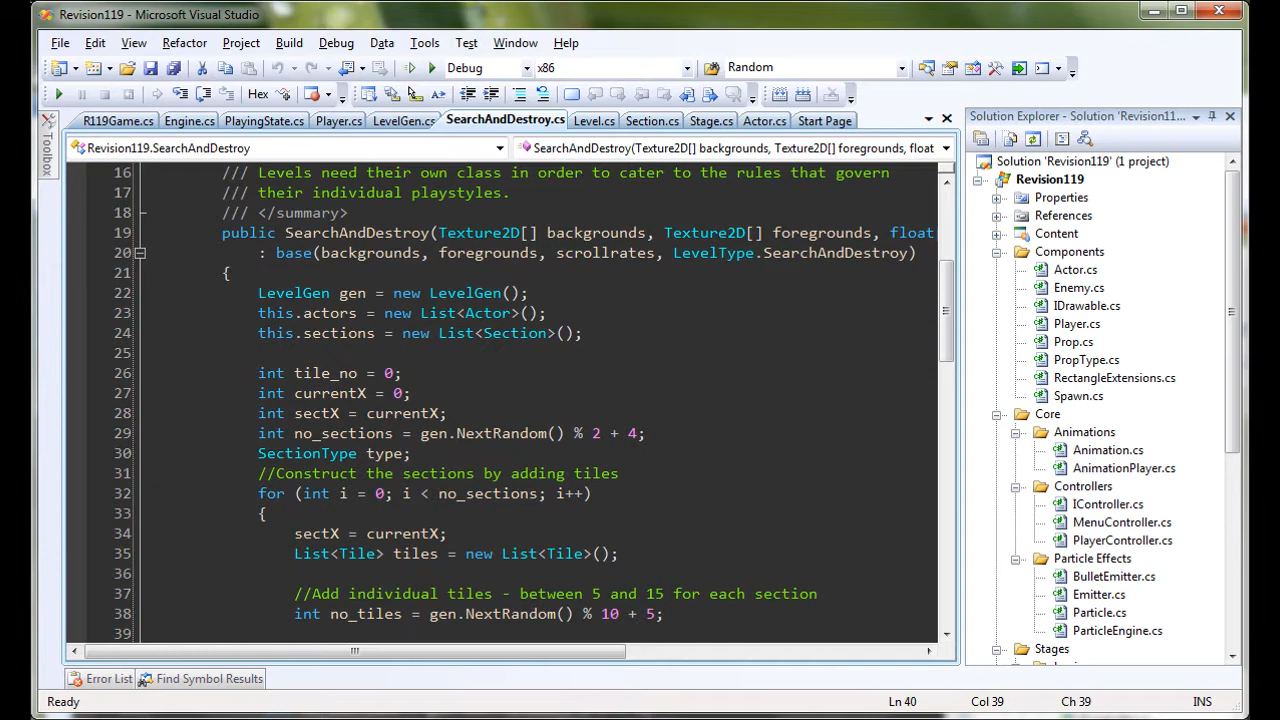 Revision119 - Microsoft Visual Studio
File Edit View Refactor Project Build Debug Data Tools Test Window Help
Debug x86 Random
Hex
R119Game.cs Engine.cs PlayingState.cs Player.cs LevelGen.cs SearchAndDestroy.cs Level.cs Section.cs Stage.cs Actor.cs Start Page
Toolbox
Revision119.SearchAndDestroy SearchAndDestroy(Texture2D[] backgrounds, Texture2D[] foregrounds, float
16 /// Levels need their own class in order to cater to the rules that govern
17 /// their individual playstyles.
18 /// </summary>
19 public SearchAndDestroy(Texture2D[] backgrounds, Texture2D[] foregrounds, float
20 : base(backgrounds, foregrounds, scrollrates, LevelType.SearchAndDestroy)
21 {
22 LevelGen gen = new LevelGen();
23 this.actors = new List<Actor>();
24 this.sections = new List<Section>();
25
26 int tile_no = 0;
27 int currentX = 0;
28 int sectX = currentX;
29 int no_sections = gen.NextRandom() % 2 + 4;
30 SectionType type;
31 //Construct the sections by adding tiles
32 for (int i = 0; i < no_sections; i++)
33 {
34 sectX = currentX;
35 List<Tile> tiles = new List<Tile>();
36
37 //Add individual tiles - between 5 and 15 for each section
38 int no_tiles = gen.NextRandom() % 10 + 5;
39
Solution Explorer - Solution 'Revision1...
Solution 'Revision119' (1 project)
Revision119
Properties
References
Content
Components
Actor.cs
Enemy.cs
IDrawable.cs
Player.cs
Prop.cs
PropType.cs
RectangleExtensions.cs
Spawn.cs
Core
Animations
Animation.cs
AnimationPlayer.cs
Controllers
IController.cs
MenuController.cs
PlayerController.cs
Particle Effects
BulletEmitter.cs
Emitter.cs
Particle.cs
ParticleEngine.cs
Stages
Error List Find Symbol Results
Ready Ln 40 Col 39 Ch 39 INS